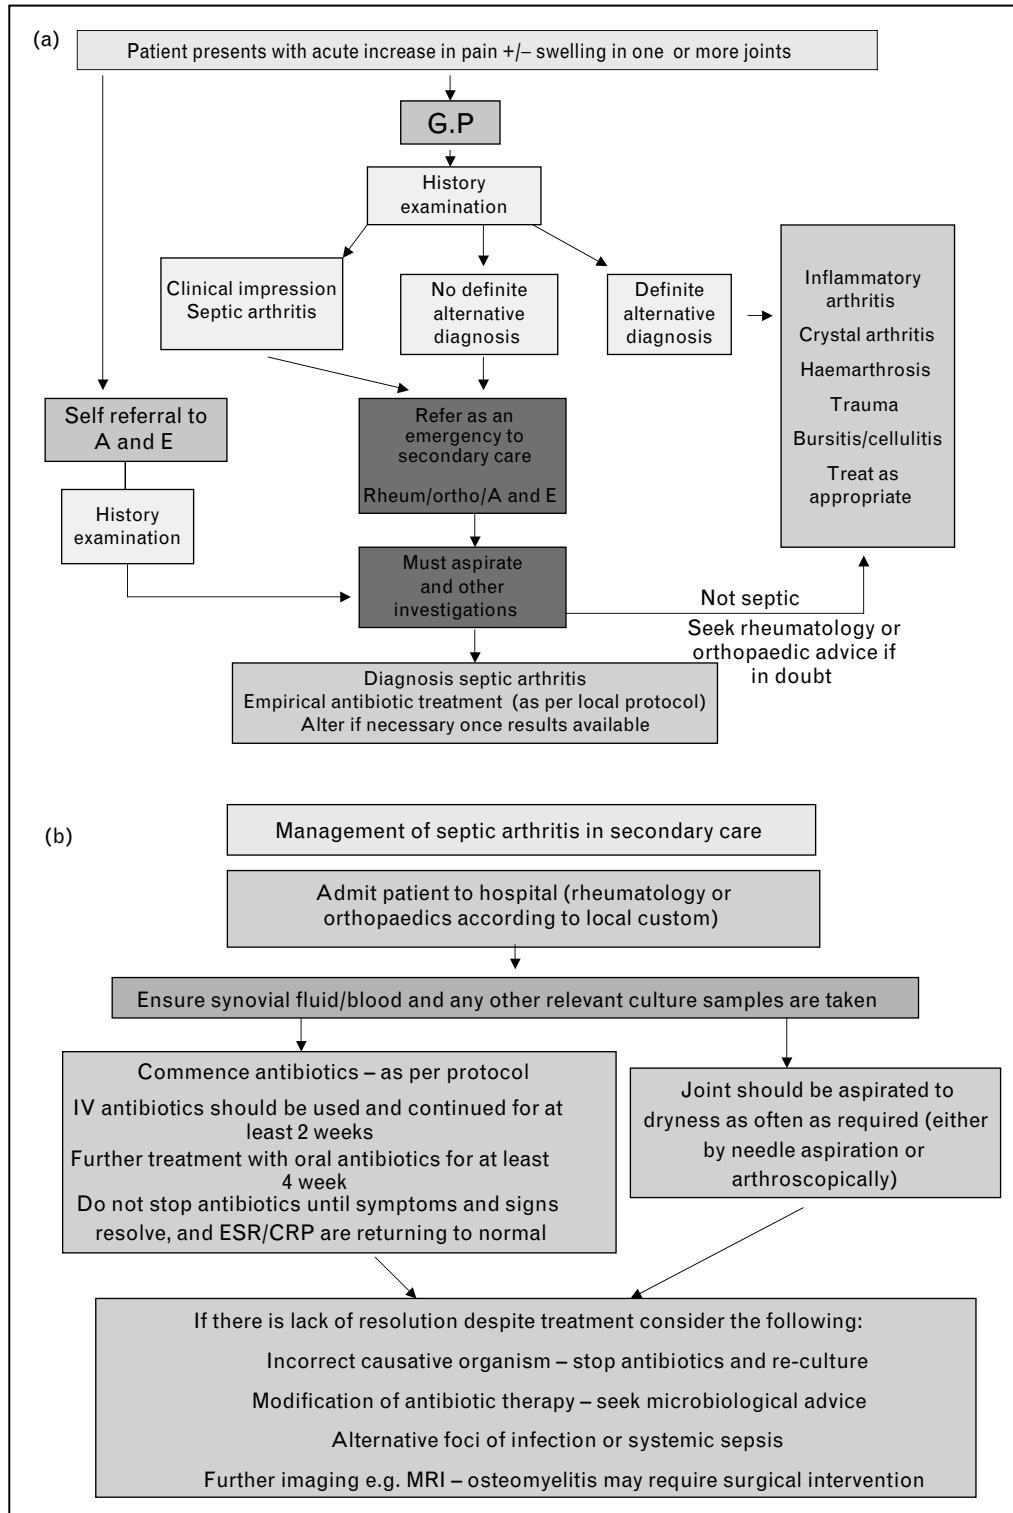 (a)
Patient presents with acute increase in pain +/– swelling in one or more joints
G.P
History
examination
Clinical impression
Septic arthritis
No definite
alternative
diagnosis
Definite
alternative
diagnosis
Inflammatory
arthritis
Crystal arthritis
Haemarthrosis
Trauma
Bursitis/cellulitis
Treat as
appropriate
Self referral to
A and E
History
examination
Refer as an
emergency to
secondary care
Rheum/ortho/A and E
Must aspirate
and other
investigations
Not septic
Seek rheumatology or
orthopaedic advice if
in doubt
Diagnosis septic arthritis
Empirical antibiotic treatment (as per local protocol)
Alter if necessary once results available
(b)
Management of septic arthritis in secondary care
Admit patient to hospital (rheumatology or
orthopaedics according to local custom)
Ensure synovial fluid/blood and any other relevant culture samples are taken
Commence antibiotics – as per protocol
IV antibiotics should be used and continued for at
least 2 weeks
Further treatment with oral antibiotics for at least
4 week
Do not stop antibiotics until symptoms and signs
resolve, and ESR/CRP are returning to normal
Joint should be aspirated to
dryness as often as required (either
by needle aspiration or
arthroscopically)
If there is lack of resolution despite treatment consider the following:
Incorrect causative organism – stop antibiotics and re-culture
Modification of antibiotic therapy – seek microbiological advice
Alternative foci of infection or systemic sepsis
Further imaging e.g. MRI – osteomyelitis may require surgical intervention